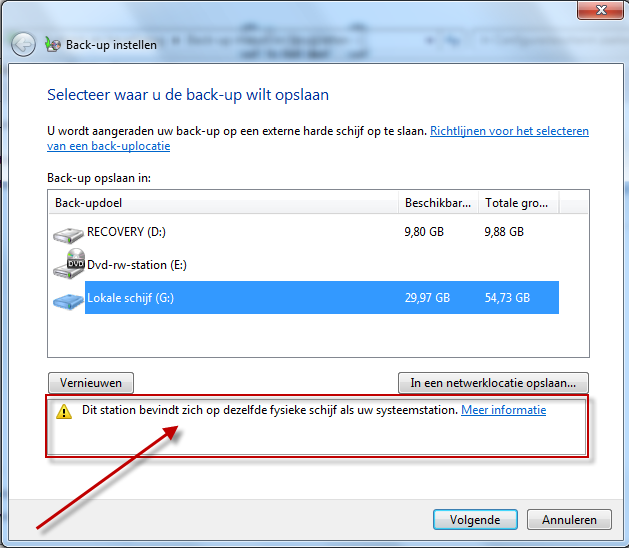 Back-up instellen
Selecteer waar u de back-up wilt opslaan
U wordt aangeraden uw back-up op een externe harde schijf op te slaan. Richtlijnen voor het selecteren
van een back-uplocatie
Back-up opslaan in:
Back-updoel Beschikbar... Totale gro...
RECOVERY (D:) 9,80 GB 9,88 GB
DVD Dvd-rw-station (E:)
Lokale schijf (G:) 29,97 GB 54,73 GB
Vernieuwen In een netwerklocatie opslaan...
Dit station bevindt zich op dezelfde fysieke schijf als uw systeemstation. Meer informatie
Volgende Annuleren